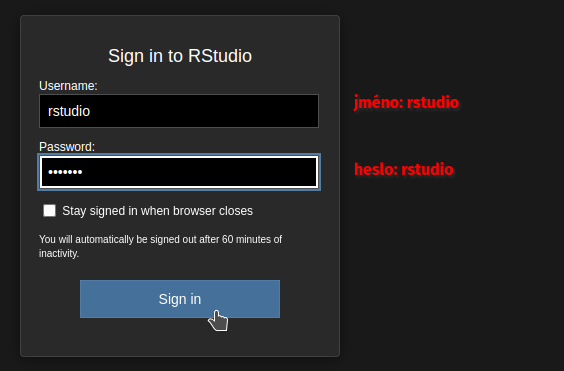 Sign in to RStudio
Username:
rstudio
jméno: rstudio
Password:
•••••••
heslo: rstudio
Stay signed in when browser closes
You will automatically be signed out after 60 minutes of
inactivity.
Sign in